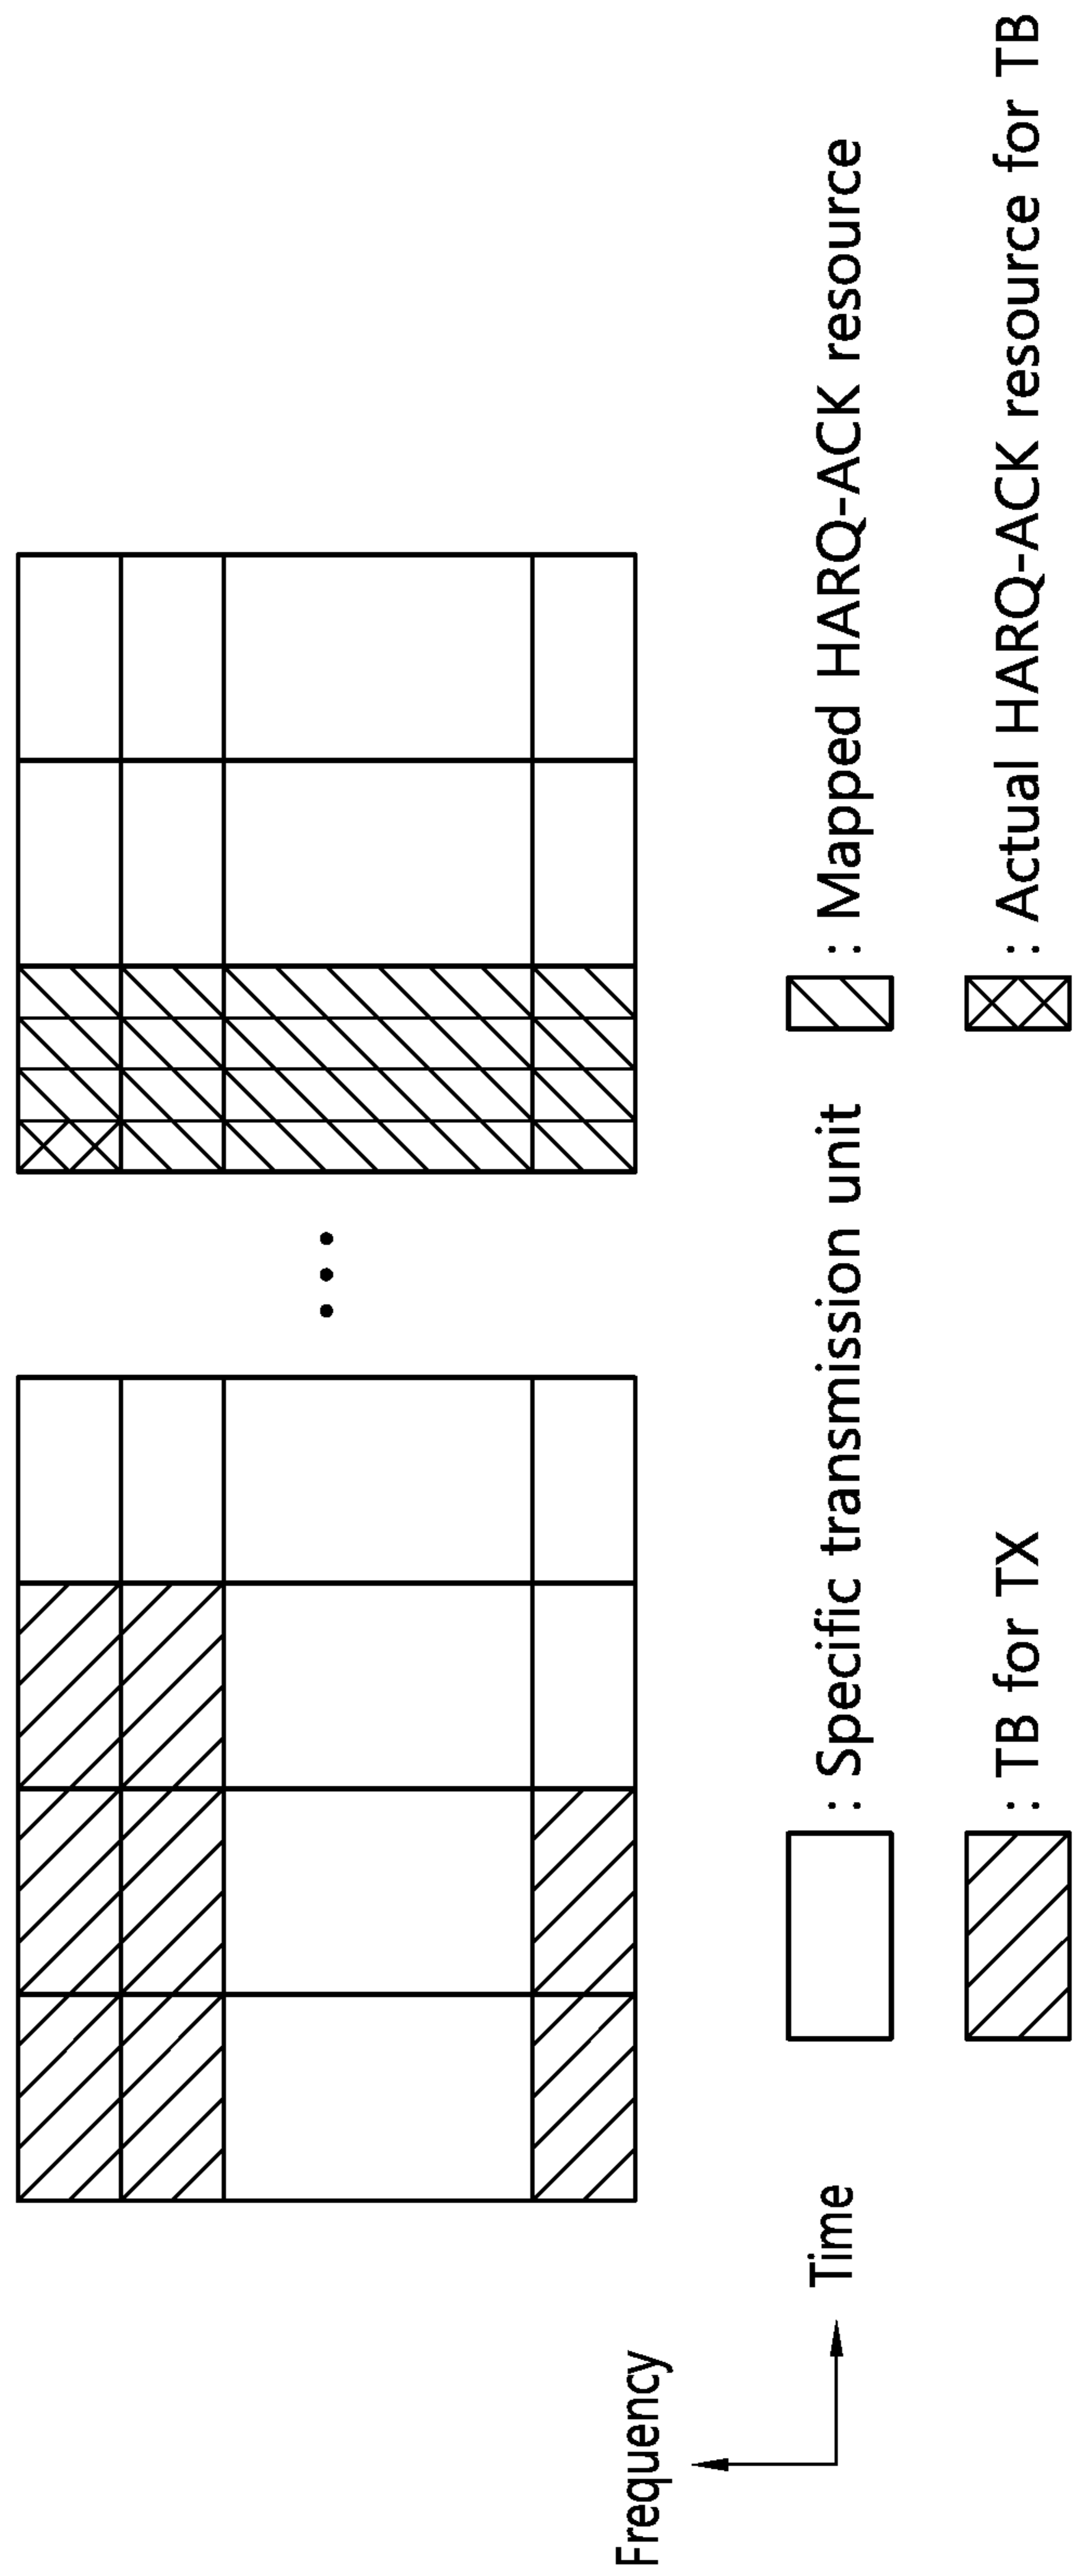 Frequency
Time
: Specific transmission unit
: Mapped HARQ-ACK resource
: TB for TX
: Actual HARQ-ACK resource for TB